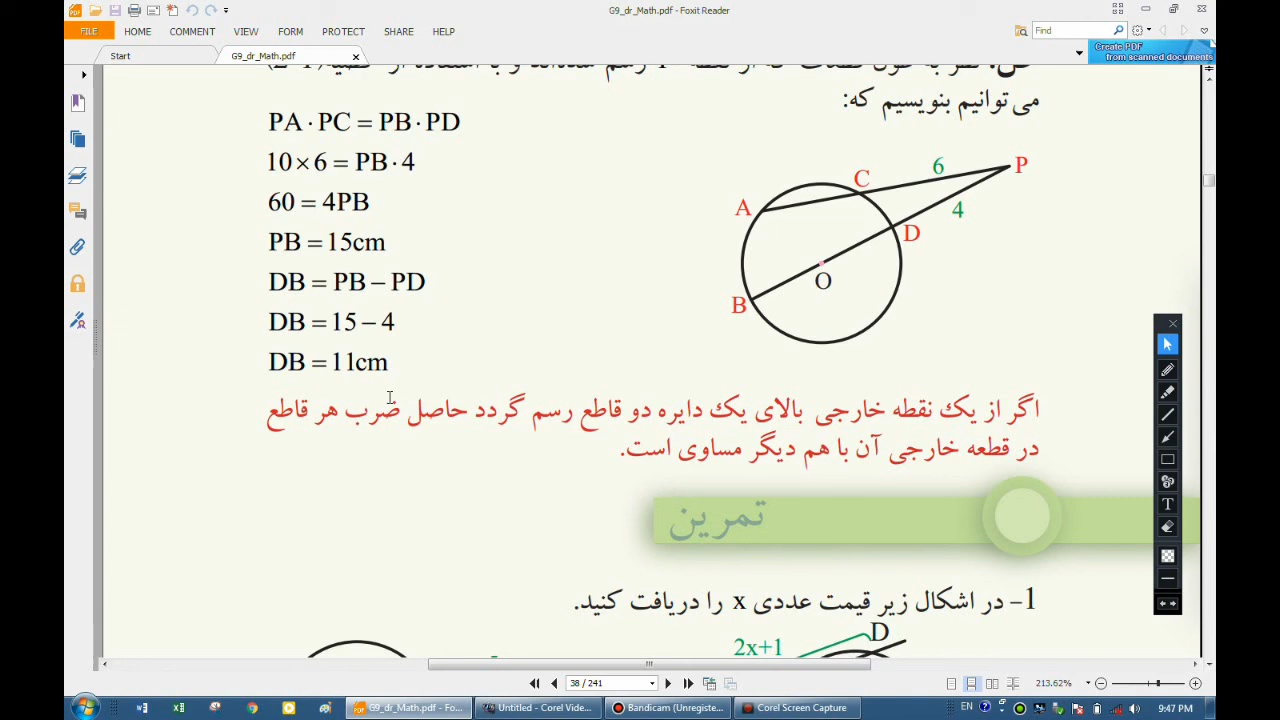 G9_dr_Math.pdf - Foxit Reader
FILE HOME COMMENT VIEW FORM PROTECT SHARE HELP
Find
Start G9_dr_Math.pdf
Create PDF
from scanned documents
می‌توانیم بنویسیم که:
PA · PC = PB · PD
10 × 6 = PB · 4
60 = 4PB
PB = 15cm
DB = PB – PD
DB = 15 – 4
DB = 11cm
A
C
6
P
4
D
O
B
اگر از یک نقطه خارجی بالای یک دایره دو قاطع رسم گردد حاصل ضرب هر قاطع
در قطعه خارجی آن با هم دیگر مساوی است.
تمرین
1- در اشکال زیر قیمت عددی x را دریافت کنید.
2x+1
D
38 / 241
213.62%
G9_dr_Math.pdf - Fo...
Untitled - Corel Vide...
Bandicam (Unregiste...
Corel Screen Capture
EN
9:47 PM